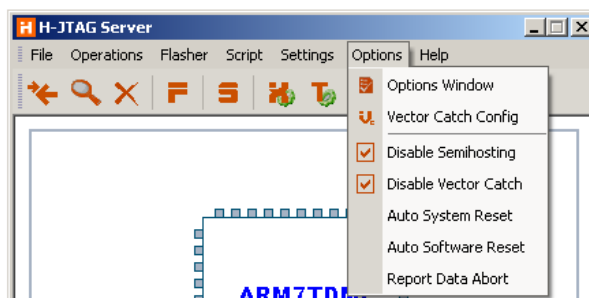 H-JTAG Server
File Operations Flasher Script Settings Options Help
Options Window
Vector Catch Config
Disable Semihosting
Disable Vector Catch
Auto System Reset
Auto Software Reset
Report Data Abort